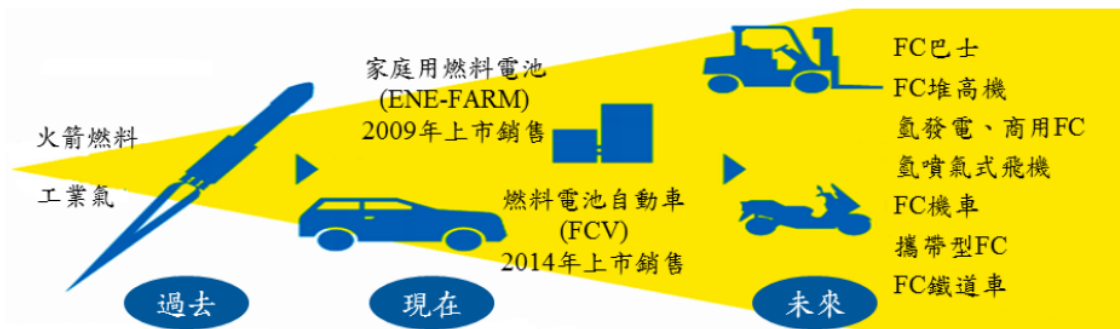 火箭燃料
工業氣
過去
家庭用燃料電池
(ENE-FARM)
2009年上市銷售
燃料電池自動車
(FCV)
2014年上市銷售
現在
FC巴士
FC堆高機
氫發電、商用FC
氫噴氣式飛機
FC機車
攜帶型FC
FC鐵道車
未來